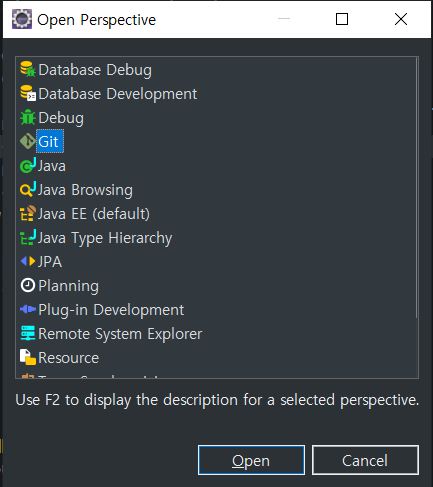 Open Perspective
Database Debug
Database Development
Debug
Git
Java
Java Browsing
Java EE (default)
Java Type Hierarchy
JPA
Planning
Plug-in Development
Remote System Explorer
Resource
Use F2 to display the description for a selected perspective.
Open
Cancel